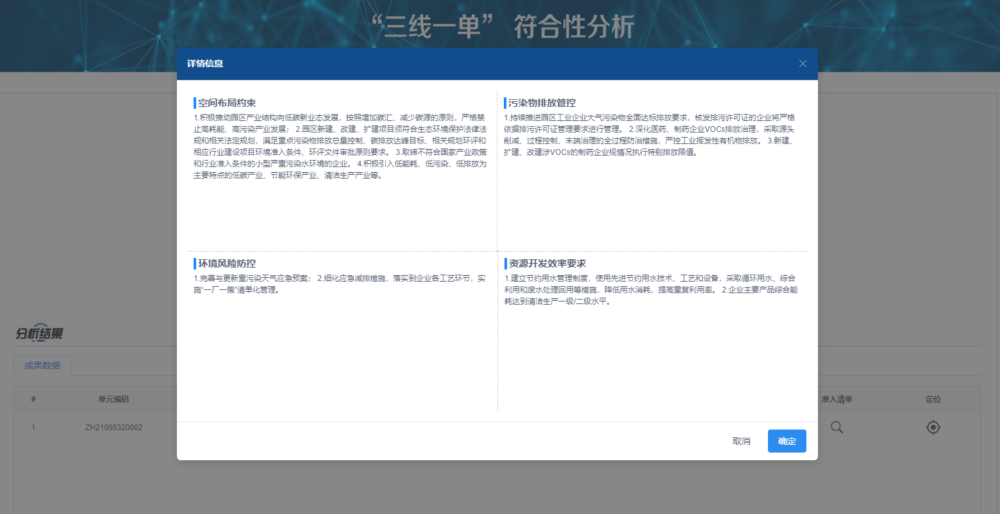 “三线一单” 符合性分析
详情信息
空间布局约束
1.积极推动园区产业结构向低碳新业态发展，按照增加碳汇、减少碳源的原则，严格禁
止高耗能、高污染产业发展； 2.园区新建、改建、扩建项目须符合生态环境保护法律法
规和相关法定规划，满足重点污染物排放总量控制、碳排放达峰目标、相关规划环评和
相应行业建设项目环境准入条件、环评文件审批原则要求。 3.取缔不符合国家产业政策
和行业准入条件的小型严重污染水环境的企业。 4.积极引入低能耗、低污染、低排放为
主要特点的低碳产业、节能环保产业、清洁生产产业等。
污染物排放管控
1.持续推进园区工业企业大气污染物全面达标排放要求，核发排污许可证的企业将严格
依据排污许可证管理要求进行管理。 2.深化医药、制药企业VOCs排放治理，采取源头
削减、过程控制、末端治理的全过程防治措施，严控工业挥发性有机物排放。 3.新建、
扩建、改建涉VOCs的制药企业视情况执行特别排放限值。
环境风险防控
1.完善与更新重污染天气应急预案； 2.细化应急减排措施，落实到企业各工艺环节，实
施“一厂一策”清单化管理。
资源开发效率要求
1.建立节约用水管理制度，使用先进节约用水技术、工艺和设备，采取循环用水、综合
利用和废水处理回用等措施，降低用水消耗，提高重复利用率。 2.企业主要产品综合能
耗达到清洁生产一级/二级水平。
分析结果
成果数据
# 单元编码 准入清单 定位
1 ZH21050320002
取消 确定